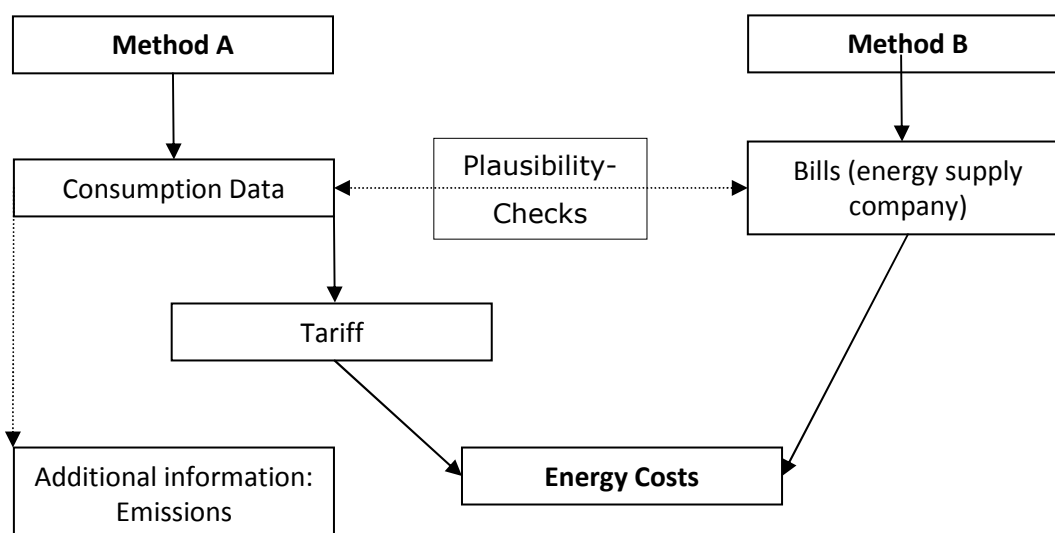 Method A
Method B
Consumption Data
Plausibility-
Checks
Bills (energy supply
company)
Tariff
Additional information:
Emissions
Energy Costs